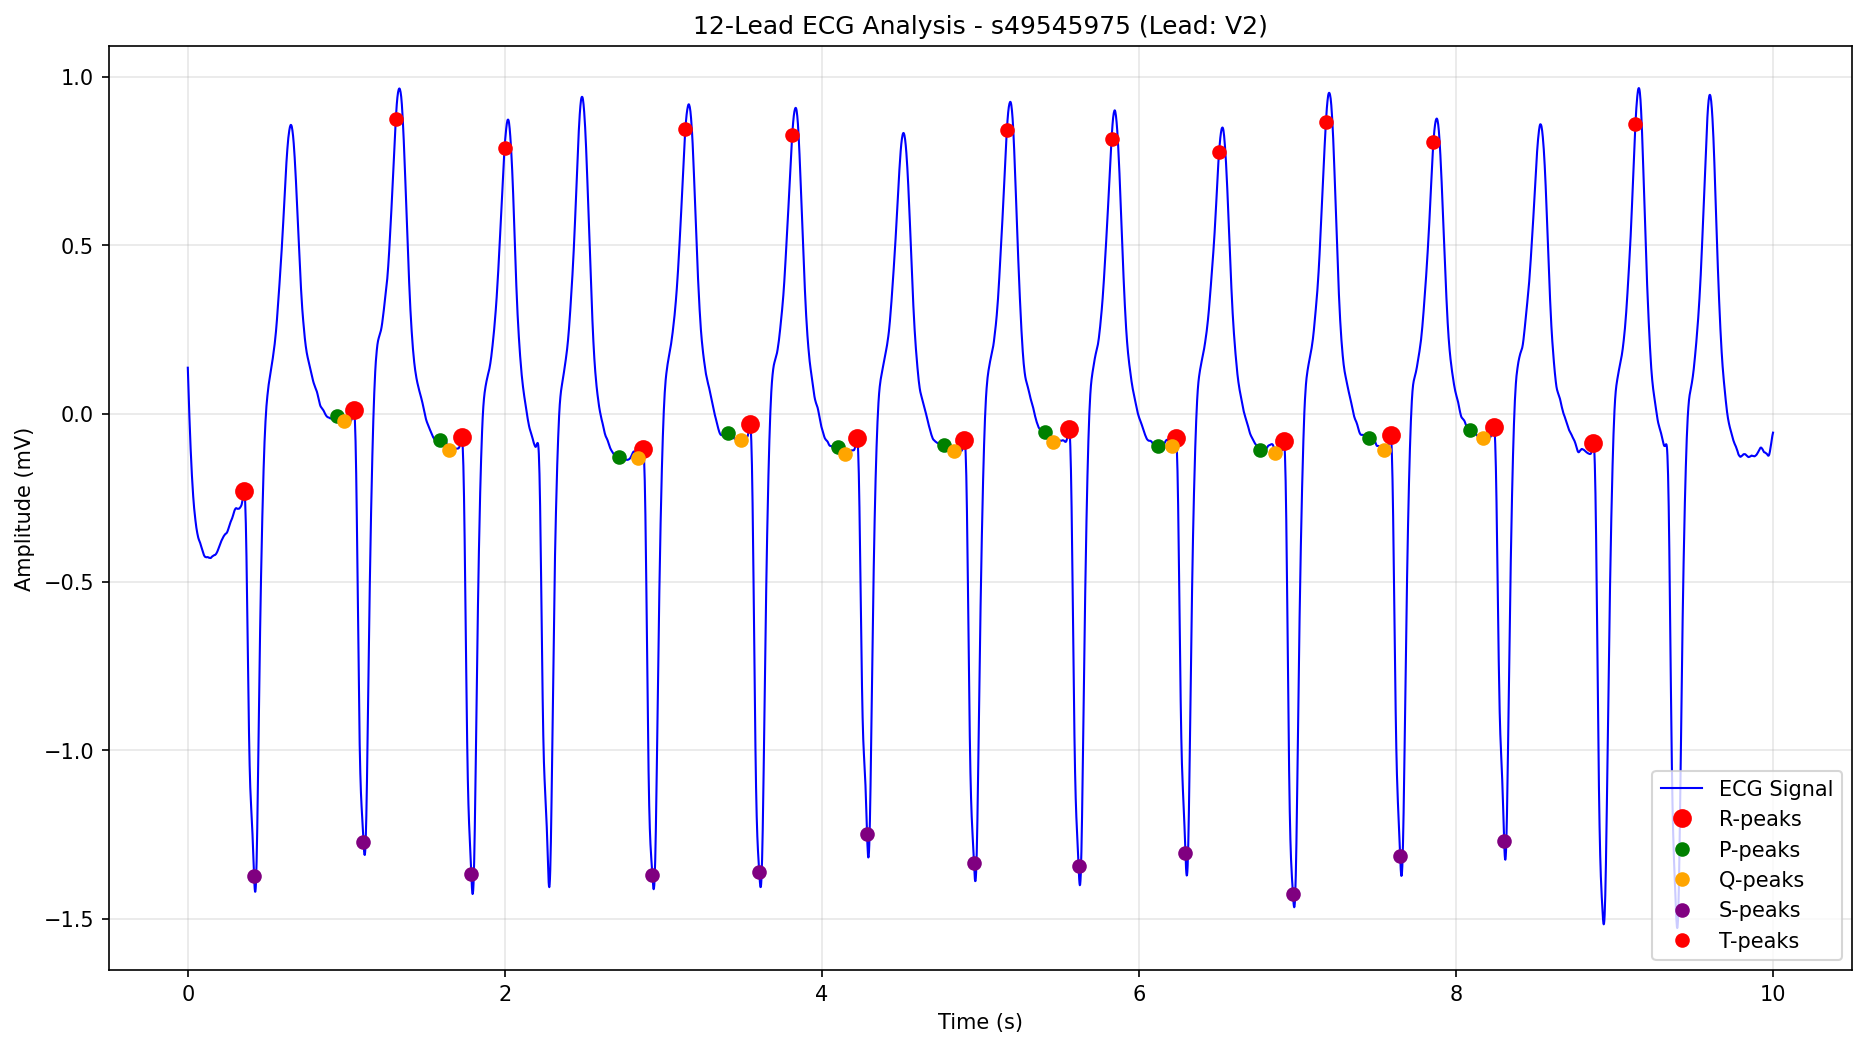 12-Lead ECG Analysis - s49545975 (Lead: V2)
Amplitude (mV)
1.0
0.5
0.0
−0.5
−1.0
−1.5
ECG Signal
R-peaks
P-peaks
Q-peaks
S-peaks
T-peaks
0 2 4 6 8 10
Time (s)